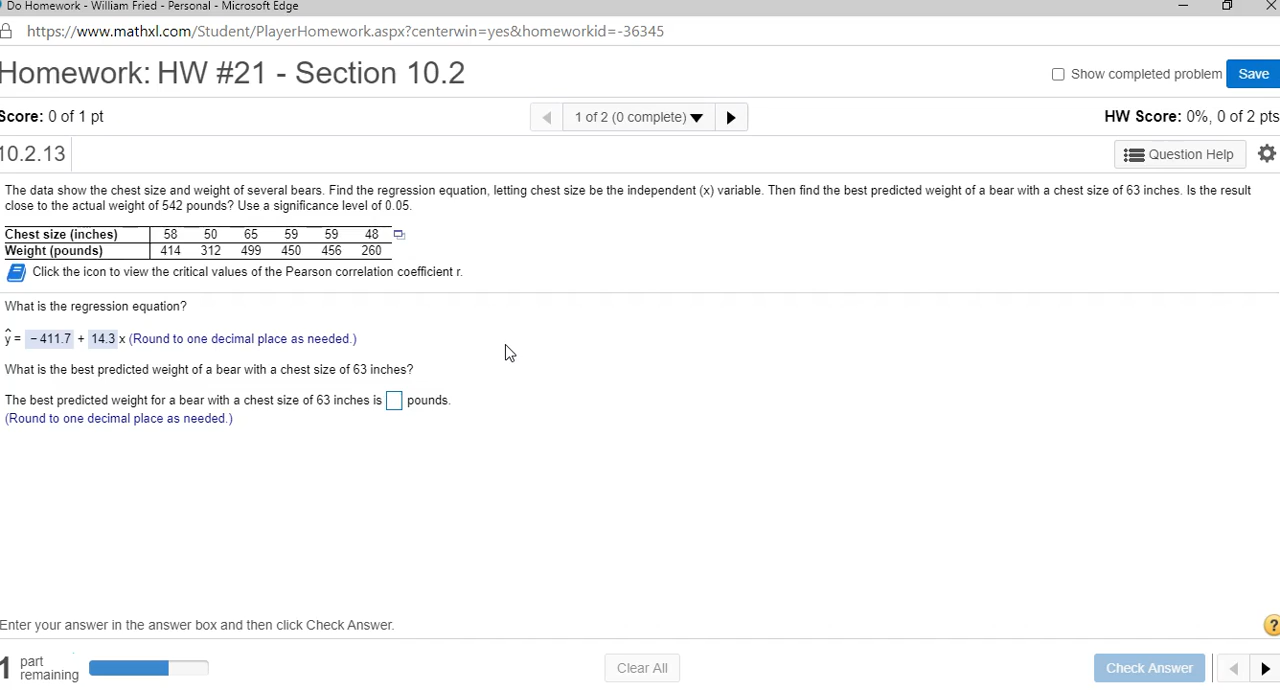 Do Homework - William Fried - Personal - Microsoft Edge
https://www.mathxl.com/Student/PlayerHomework.aspx?centerwin=yes&homeworkid=-36345
Homework: HW #21 - Section 10.2
Show completed problem
Save
Score: 0 of 1 pt
1 of 2 (0 complete)
HW Score: 0%, 0 of 2 pts
10.2.13
Question Help
The data show the chest size and weight of several bears. Find the regression equation, letting chest size be the independent (x) variable. Then find the best predicted weight of a bear with a chest size of 63 inches. Is the result
close to the actual weight of 542 pounds? Use a significance level of 0.05.
Chest size (inches) 58 50 65 59 59 48
Weight (pounds) 414 312 499 450 456 260
Click the icon to view the critical values of the Pearson correlation coefficient r.
What is the regression equation?
ŷ = −411.7 + 14.3 x (Round to one decimal place as needed.)
What is the best predicted weight of a bear with a chest size of 63 inches?
The best predicted weight for a bear with a chest size of 63 inches is pounds.
(Round to one decimal place as needed.)
Enter your answer in the answer box and then click Check Answer.
?
1 part
remaining
Clear All
Check Answer